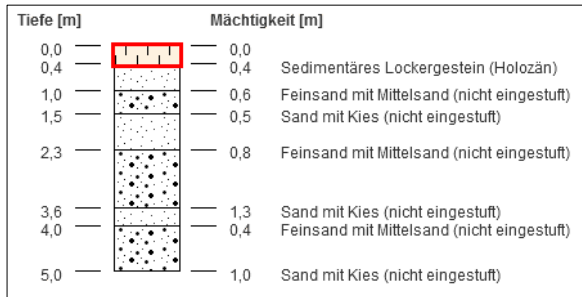 Tiefe [m] Mächtigkeit [m]
0,0 0,0
0,4 0,4 Sedimentäres Lockergestein (Holozän)
1,0 0,6 Feinsand mit Mittelsand (nicht eingestuft)
1,5 0,5 Sand mit Kies (nicht eingestuft)
2,3 0,8 Feinsand mit Mittelsand (nicht eingestuft)
3,6 1,3 Sand mit Kies (nicht eingestuft)
4,0 0,4 Feinsand mit Mittelsand (nicht eingestuft)
5,0 1,0 Sand mit Kies (nicht eingestuft)